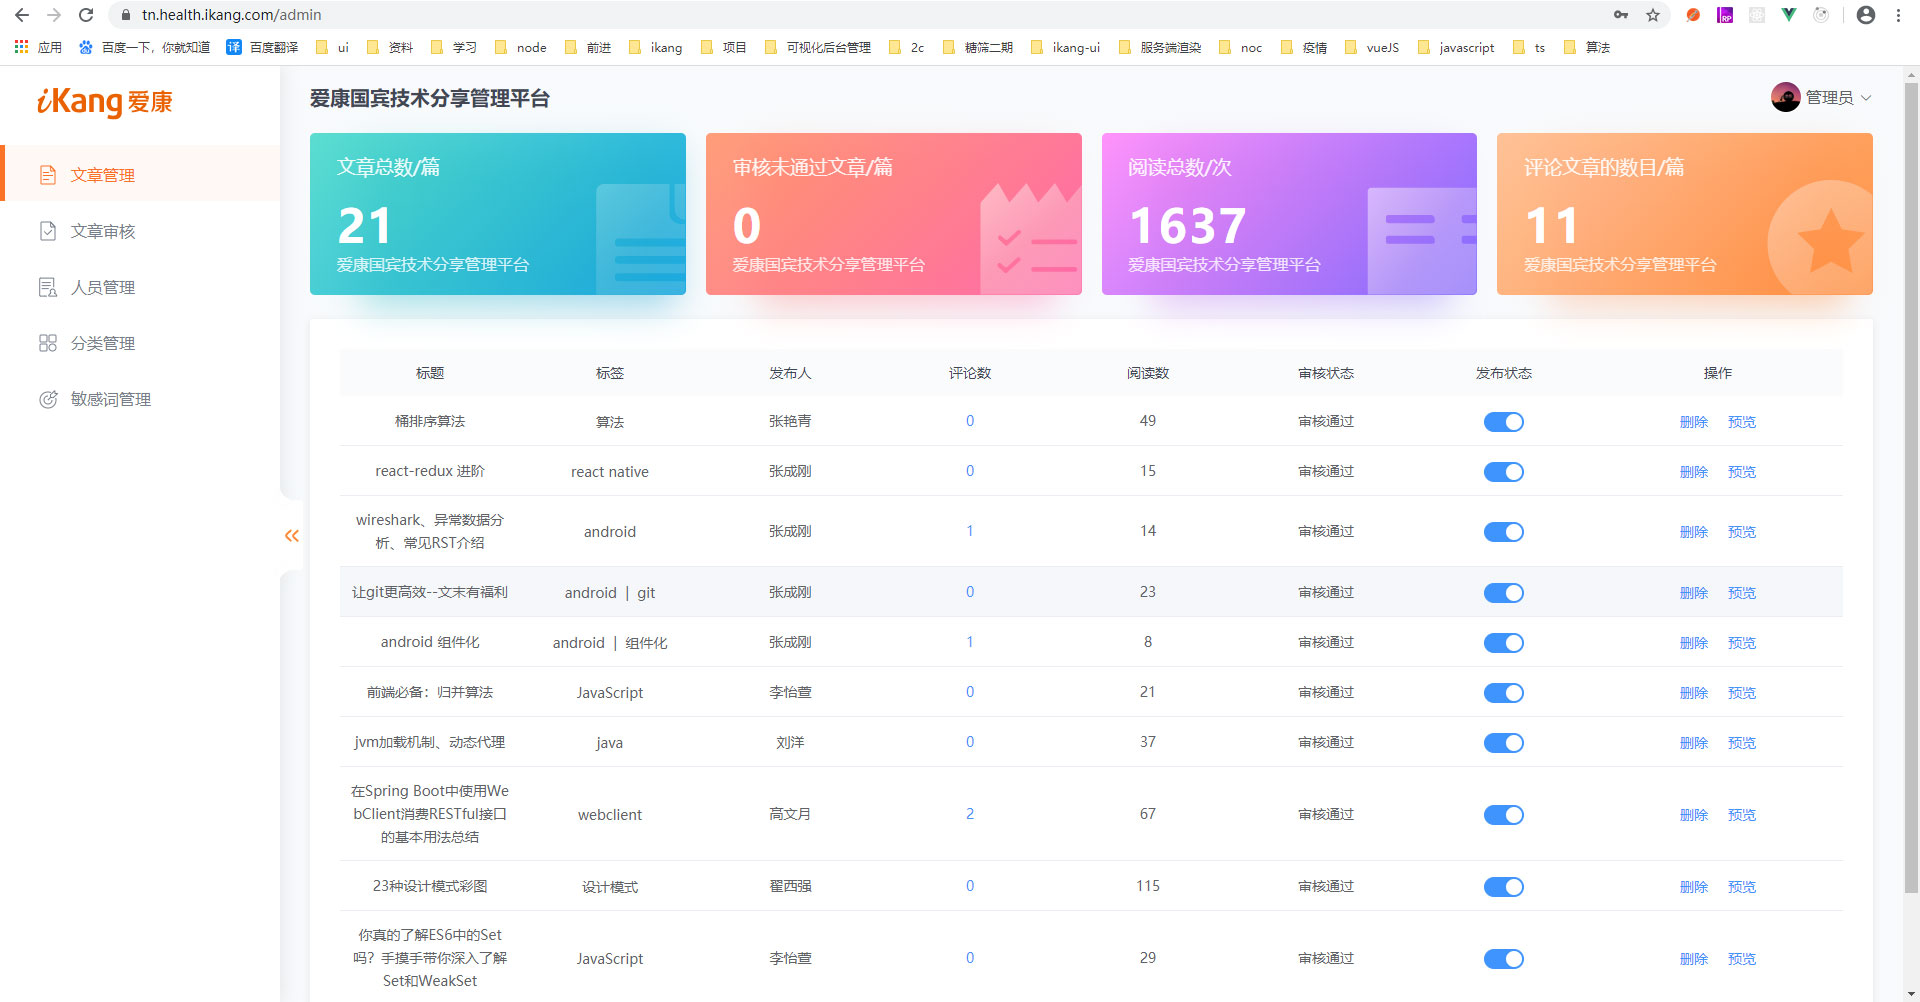 tn.health.ikang.com/admin
应用 百度一下，你就知道 译 百度翻译 ui 资料 学习 node 前进 ikang 项目 可视化后台管理 2c 糖筛二期 ikang-ui 服务端渲染 noc 疫情 vueJS javascript ts 算法
iKang 爱康
爱康国宾技术分享管理平台
管理员
文章管理
文章审核
人员管理
分类管理
敏感词管理
文章总数/篇
21
爱康国宾技术分享管理平台
审核未通过文章/篇
0
爱康国宾技术分享管理平台
阅读总数/次
1637
爱康国宾技术分享管理平台
评论文章的数目/篇
11
爱康国宾技术分享管理平台
标题 标签 发布人 评论数 阅读数 审核状态 发布状态 操作
桶排序算法 算法 张艳青 0 49 审核通过 删除 预览
react-redux 进阶 react native 张成刚 0 15 审核通过 删除 预览
wireshark、异常数据分
析、常见RST介绍 android 张成刚 1 14 审核通过 删除 预览
让git更高效--文末有福利 android | git 张成刚 0 23 审核通过 删除 预览
android 组件化 android | 组件化 张成刚 1 8 审核通过 删除 预览
前端必备：归并算法 JavaScript 李怡萱 0 21 审核通过 删除 预览
jvm加载机制、动态代理 java 刘洋 0 37 审核通过 删除 预览
在Spring Boot中使用We
bClient消费RESTful接口
的基本用法总结 webclient 高文月 2 67 审核通过 删除 预览
23种设计模式彩图 设计模式 翟西强 0 115 审核通过 删除 预览
你真的了解ES6中的Set
吗？手摸手带你深入了解
Set和WeakSet JavaScript 李怡萱 0 29 审核通过 删除 预览